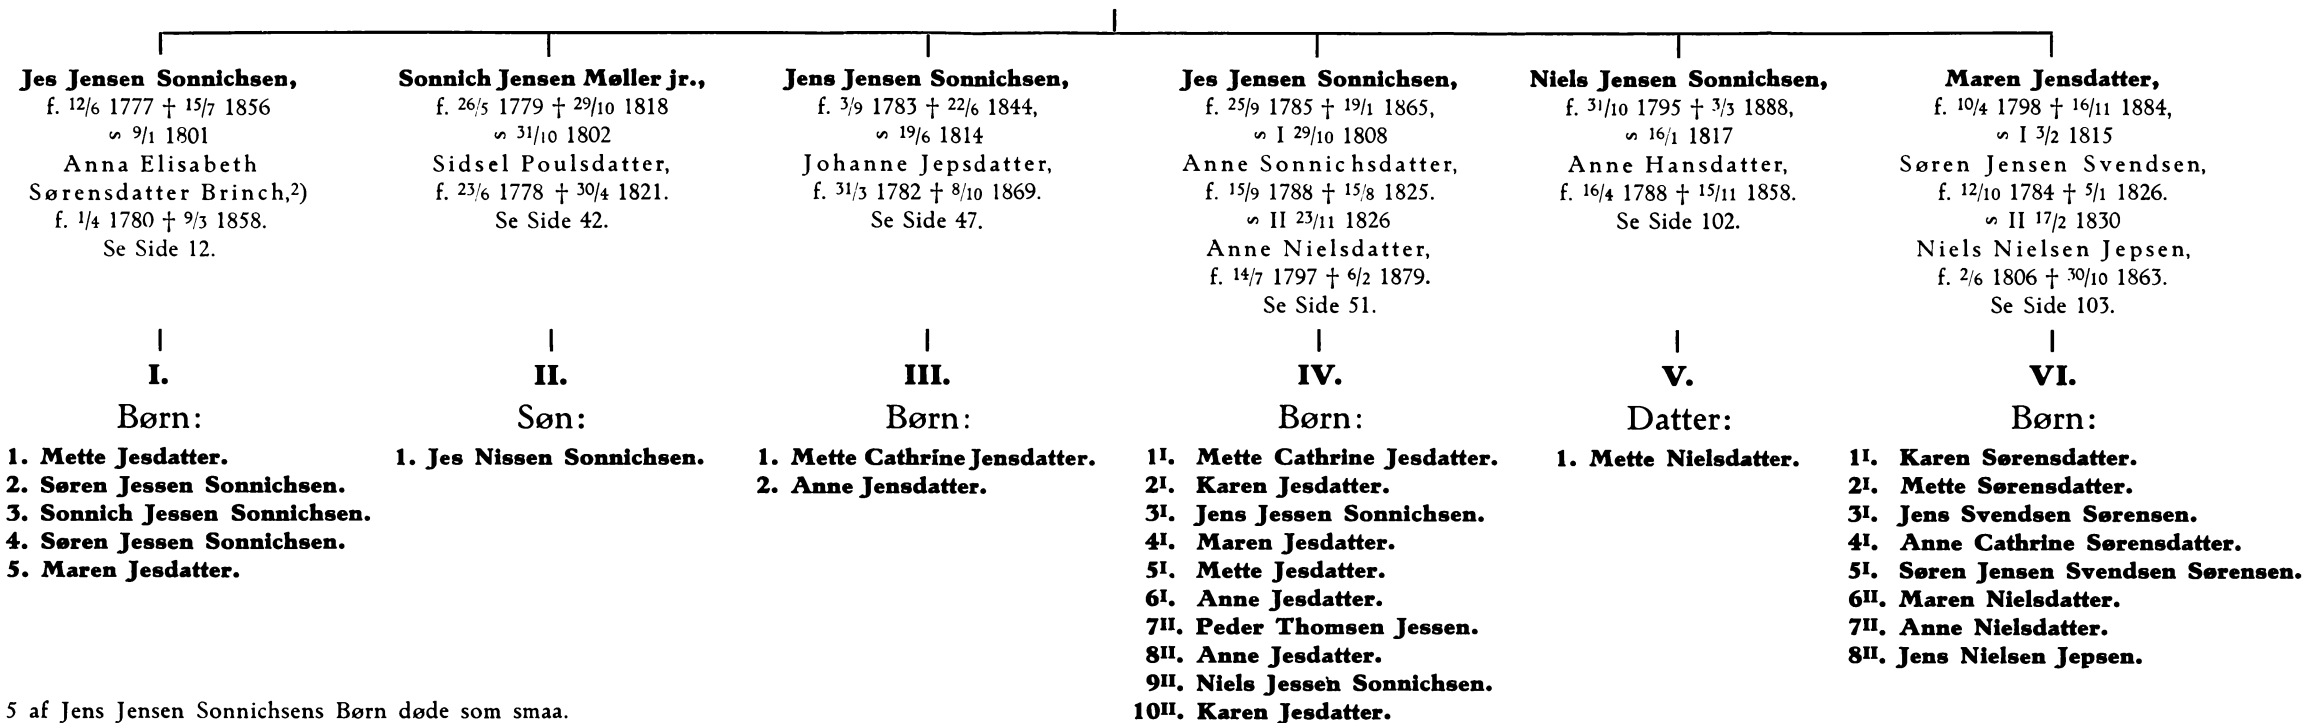 Jes Jensen Sonnichsen,
f. 12/6 1777 † 15/7 1856
∽ 9/1 1801
Anna Elisabeth
Sørensdatter Brinch,²)
f. 1/4 1780 † 9/3 1858.
Se Side 12.
I.
Børn:
1. Mette Jesdatter.
2. Søren Jessen Sonnichsen.
3. Sonnich Jessen Sonnichsen.
4. Søren Jessen Sonnichsen.
5. Maren Jesdatter.
Sonnich Jensen Møller jr.,
f. 26/5 1779 † 29/10 1818
∽ 31/10 1802
Sidsel Poulsdatter,
f. 23/6 1778 † 30/4 1821.
Se Side 42.
II.
Søn:
1. Jes Nissen Sonnichsen.
Jens Jensen Sonnichsen,
f. 3/9 1783 † 22/6 1844,
∽ 19/6 1814
Johanne Jepsdatter,
f. 31/3 1782 † 8/10 1869.
Se Side 47.
III.
Børn:
1. Mette Cathrine Jensdatter.
2. Anne Jensdatter.
Jes Jensen Sonnichsen,
f. 25/9 1785 † 19/1 1865,
∽ I 29/10 1808
Anne Sonnichsdatter,
f. 15/9 1788 † 15/8 1825.
∽ II 23/11 1826
Anne Nielsdatter,
f. 14/7 1797 † 6/2 1879.
Se Side 51.
IV.
Børn:
1I. Mette Cathrine Jesdatter.
2I. Karen Jesdatter.
3I. Jens Jessen Sonnichsen.
4I. Maren Jesdatter.
5I. Mette Jesdatter.
6I. Anne Jesdatter.
7II. Peder Thomsen Jessen.
8II. Anne Jesdatter.
9II. Niels Jessen Sonnichsen.
10II. Karen Jesdatter.
Niels Jensen Sonnichsen,
f. 31/10 1795 † 3/3 1888,
∽ 16/1 1817
Anne Hansdatter,
f. 16/4 1788 † 15/11 1858.
Se Side 102.
V.
Datter:
1. Mette Nielsdatter.
Maren Jensdatter,
f. 10/4 1798 † 16/11 1884,
∽ I 3/2 1815
Søren Jensen Svendsen,
f. 12/10 1784 † 5/1 1826.
∽ II 17/2 1830
Niels Nielsen Jepsen,
f. 2/6 1806 † 30/10 1863.
Se Side 103.
VI.
Børn:
1I. Karen Sørensdatter.
2I. Mette Sørensdatter.
3I. Jens Svendsen Sørensen.
4I. Anne Cathrine Sørensdatter.
5I. Søren Jensen Svendsen Sørensen.
6II. Maren Nielsdatter.
7II. Anne Nielsdatter.
8II. Jens Nielsen Jepsen.
5 af Jens Jensen Sonnichsens Børn døde som smaa.